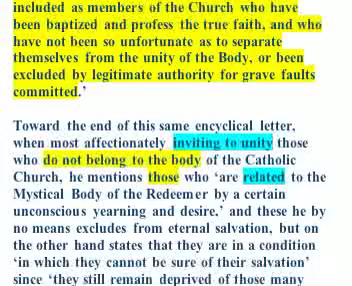 included as members of the Church who have
been baptized and profess the true faith, and who
have not been so unfortunate as to separate
themselves from the unity of the Body, or been
excluded by legitimate authority for grave faults
committed.’
Toward the end of this same encyclical letter,
when most affectionately inviting to unity those
who do not belong to the body of the Catholic
Church, he mentions those who ‘are related to the
Mystical Body of the Redeemer by a certain
unconscious yearning and desire.’ and these he by
no means excludes from eternal salvation, but on
the other hand states that they are in a condition
‘in which they cannot be sure of their salvation’
since ‘they still remain deprived of those many